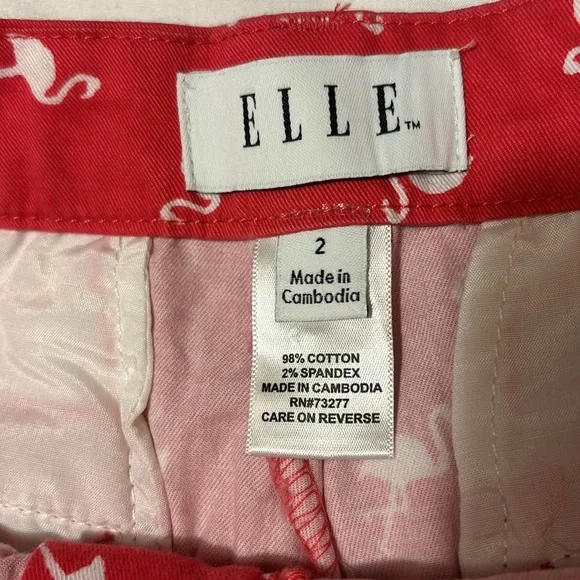 ELLE™
2
Made in
Cambodia
98% COTTON
2% SPANDEX
MADE IN CAMBODIA
RN#73277
CARE ON REVERSE